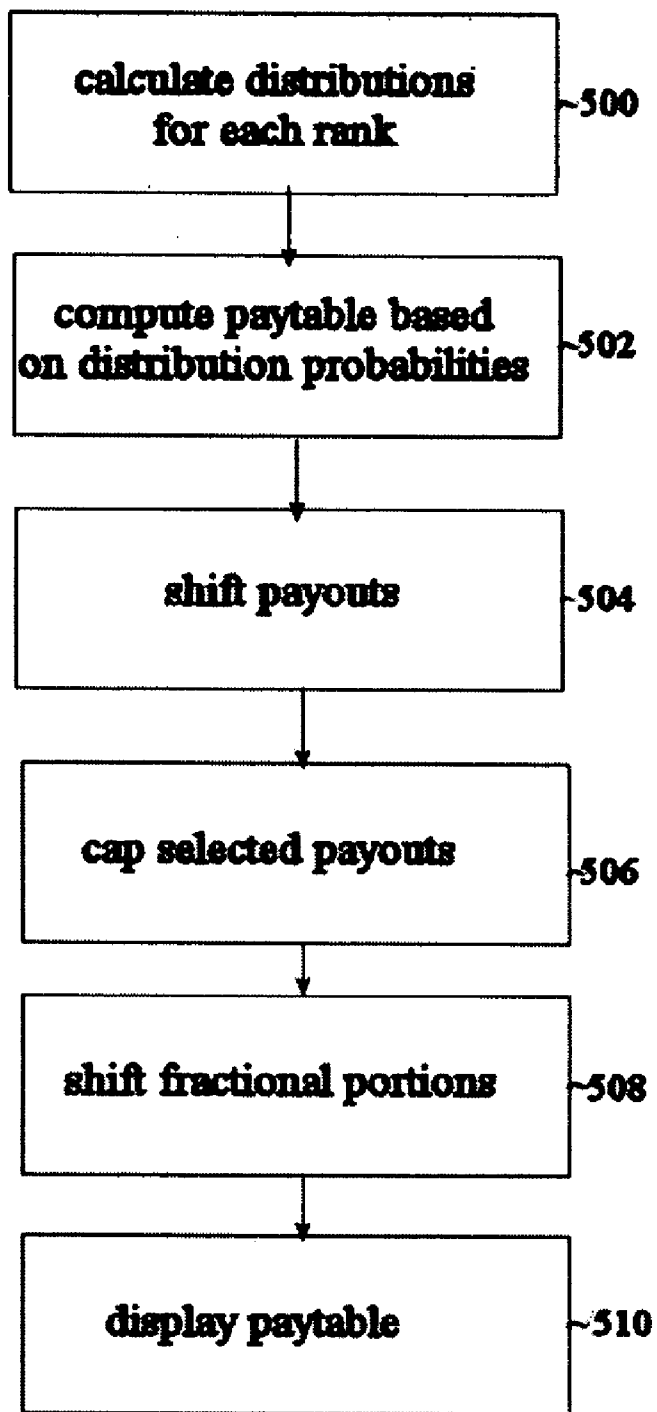 calculate distributions
for each rank
500
compute paytable based
on distribution probabilities
502
shift payouts
504
cap selected payouts
506
shift fractional portions
508
display paytable
510